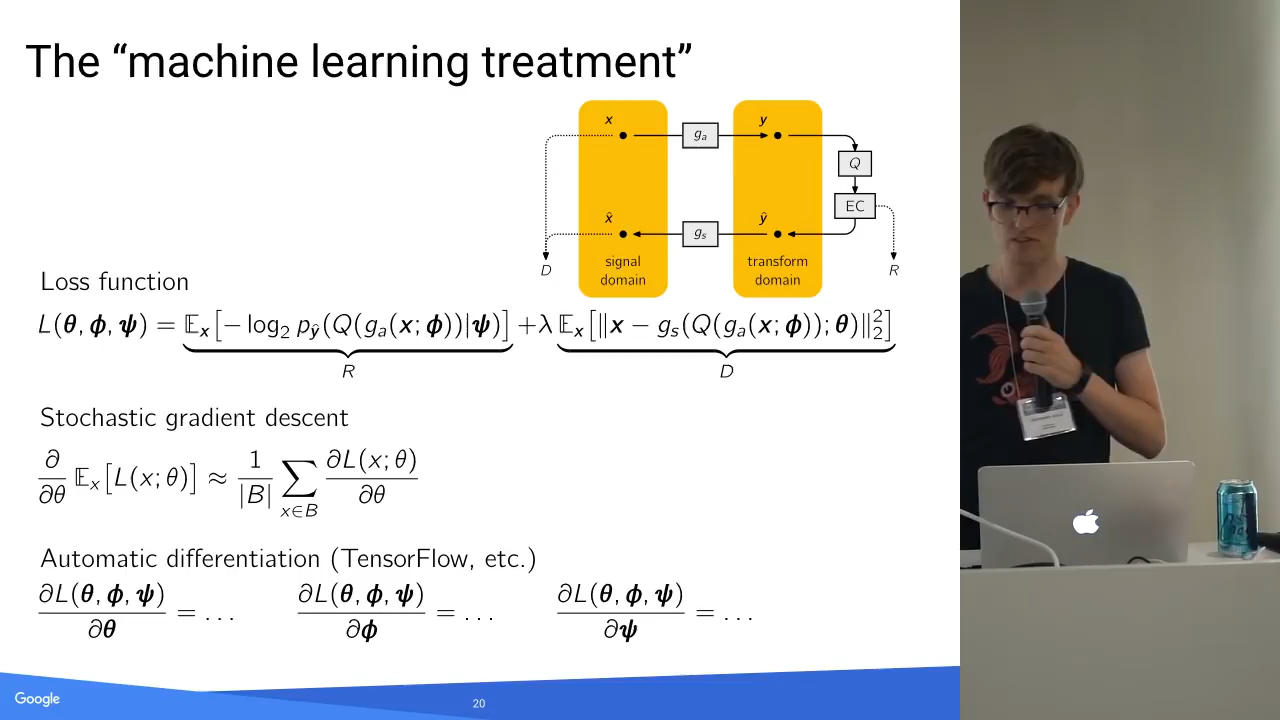 The “machine learning treatment”
x
g_a
y
Q
EC
x̂
g_s
ŷ
D
signal
domain
transform
domain
R
Loss function
L(θ, ϕ, ψ) = 𝔼_x[− log₂ p_ŷ(Q(g_a(x; ϕ))|ψ)] + λ 𝔼_x[‖x − g_s(Q(g_a(x; ϕ)); θ)‖₂²]
R
D
Stochastic gradient descent
∂/∂θ 𝔼_x[L(x; θ)] ≈ 1/|B| ∑_{x∈B} ∂L(x; θ)/∂θ
Automatic differentiation (TensorFlow, etc.)
∂L(θ, ϕ, ψ)/∂θ = ... ∂L(θ, ϕ, ψ)/∂ϕ = ... ∂L(θ, ϕ, ψ)/∂ψ = ...
Google
20